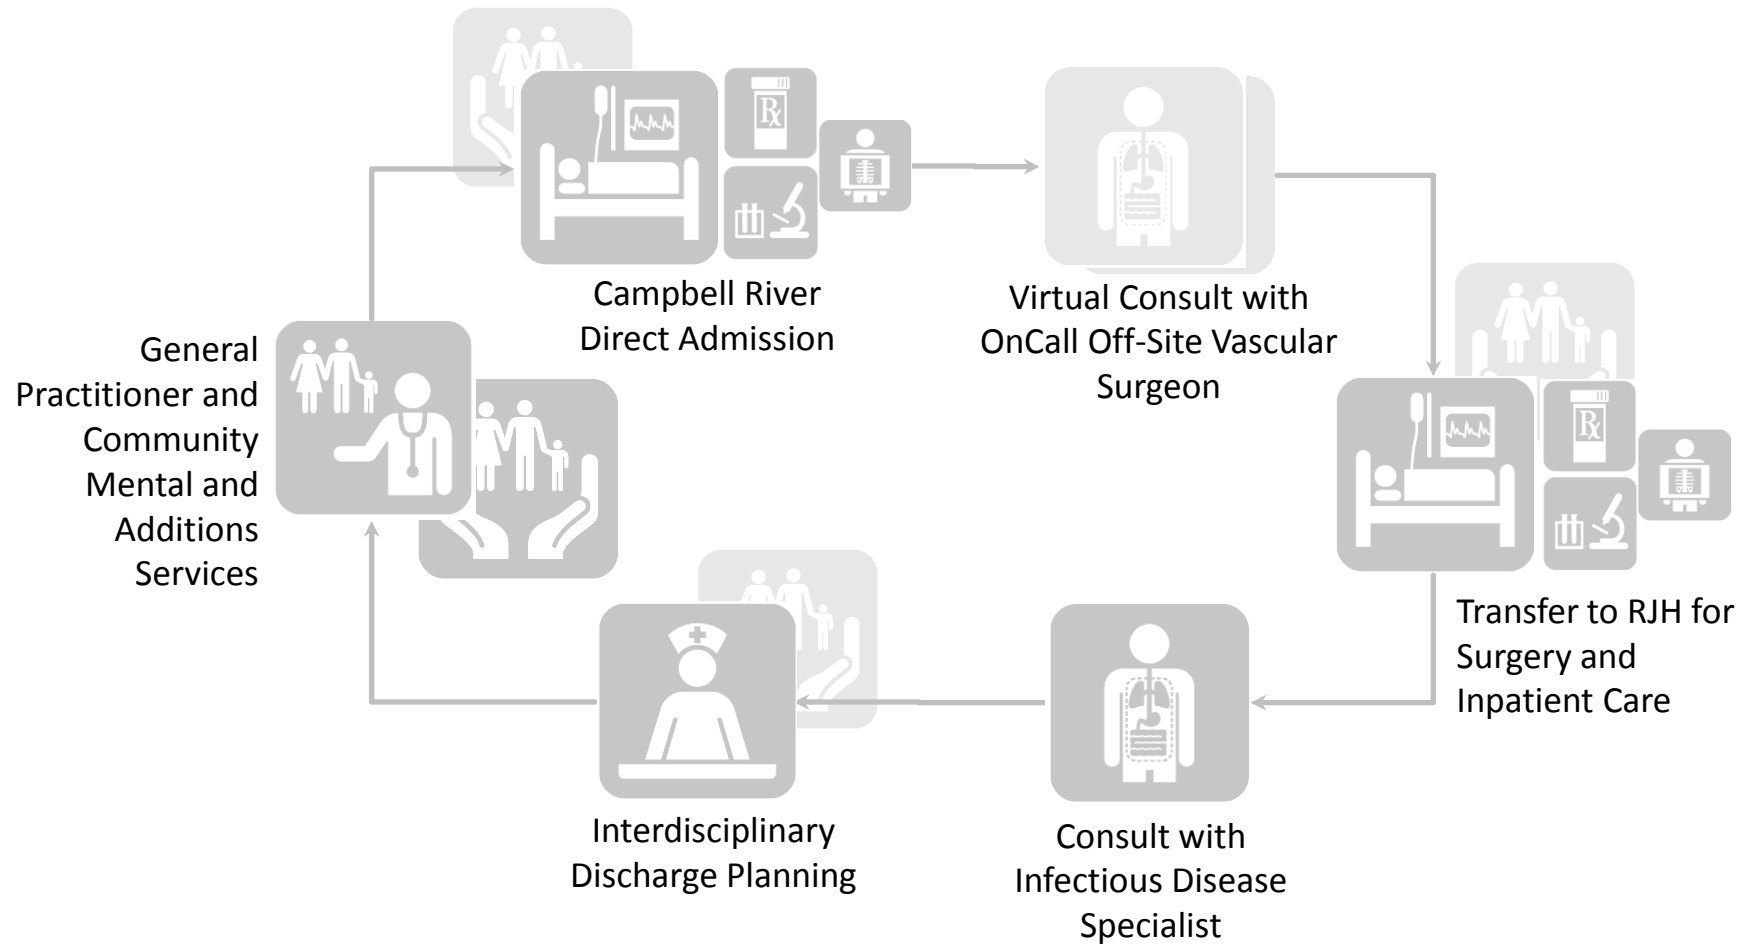 Campbell River
Direct Admission
Virtual Consult with
OnCall Off-Site Vascular
Surgeon
General
Practitioner and
Community
Mental and
Additions
Services
Transfer to RJH for
Surgery and
Inpatient Care
Interdisciplinary
Discharge Planning
Consult with
Infectious Disease
Specialist
Rx
Rx